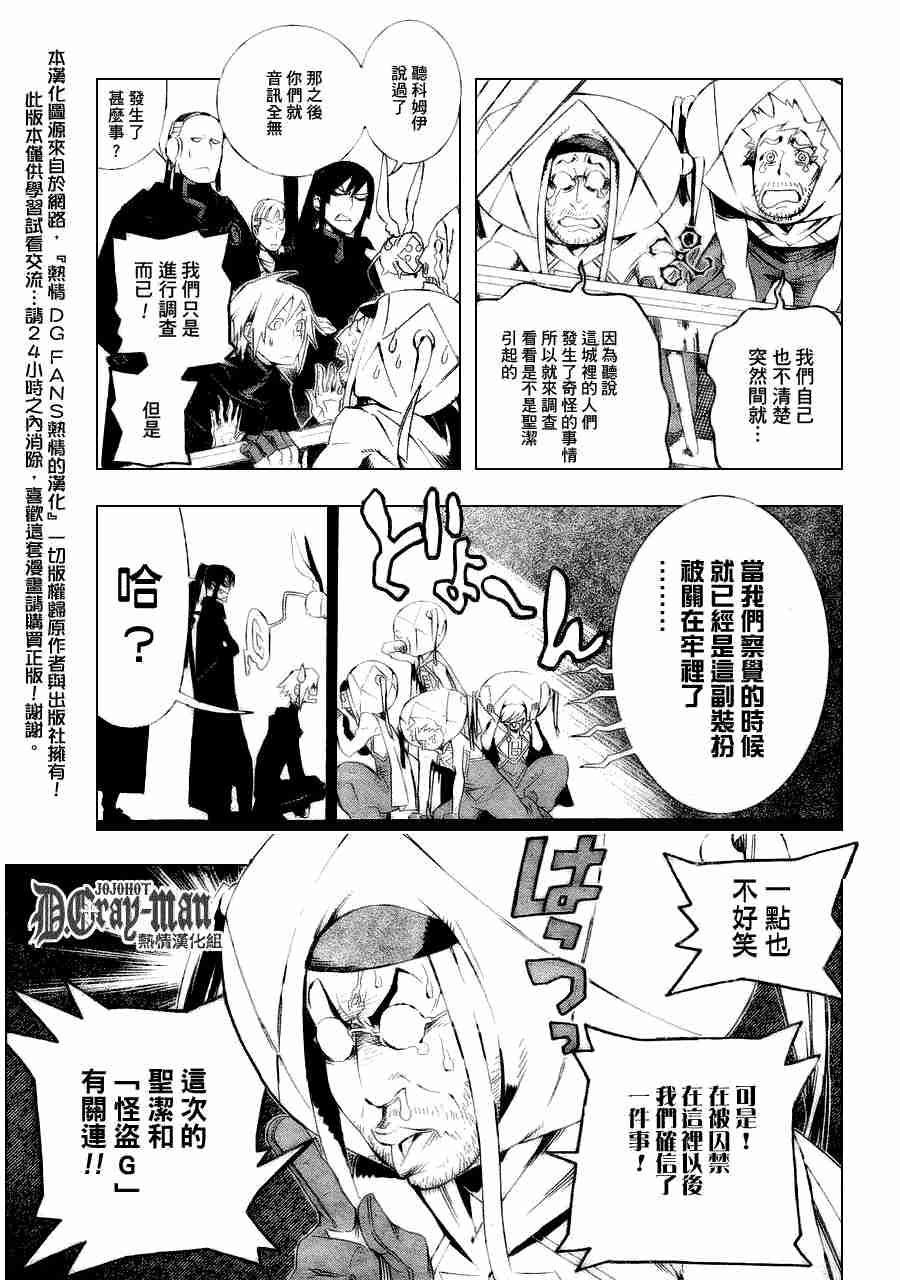 聽科姆伊
說過了
那之後
你們就
音訊全無
發生了
甚麼事？
我們只是
進行調查
而已！
但是
因為聽說
這城裡的人們
發生了奇怪的事情
所以就來調查
看看是不是聖潔
引起的
我們自己
也不清楚
突然間就…
當我們察覺的時候
就已經是這副裝扮
被關在牢裡了
………
どょ〜ん
哈？
一點也
不好笑
はっっっ
可是！
在被囚禁
在這裡以後
我們確信了
一件事！
這次的
聖潔和
「怪盜G」
有關連!!
JOJOHOT
D.Gray-man
熱情漢化組
本漢化圖源來自於網路，『熱情DG FANS熱情的漢化』一切版權歸原作者與出版社擁有！
此版本僅供學習試看交流…請24小時之內消除，喜歡這套漫畫請購買正版！謝謝。